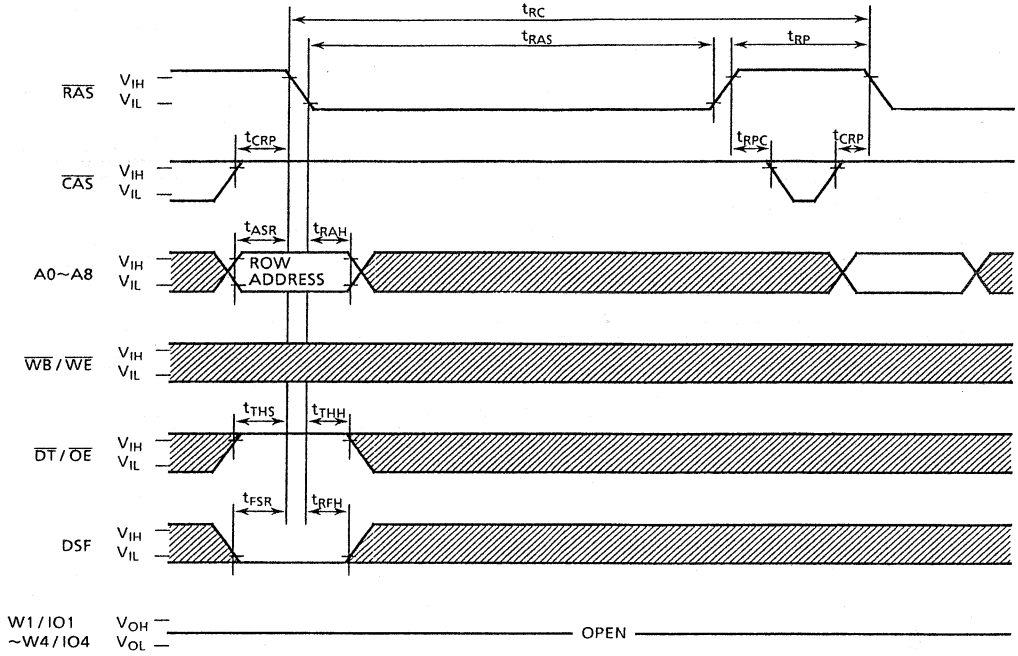 tRC
tRAS
tRP
RAS
VIH
VIL
tCRP
tRPC
tCRP
CAS
VIH
VIL
tASR
tRAH
A0~A8
VIH
VIL
ROW
ADDRESS
WB/WE
VIH
VIL
tTHS
tTHH
DT/OE
VIH
VIL
tFSR
tRFH
DSF
VIH
VIL
W1/IO1
~W4/IO4
VOH
VOL
OPEN